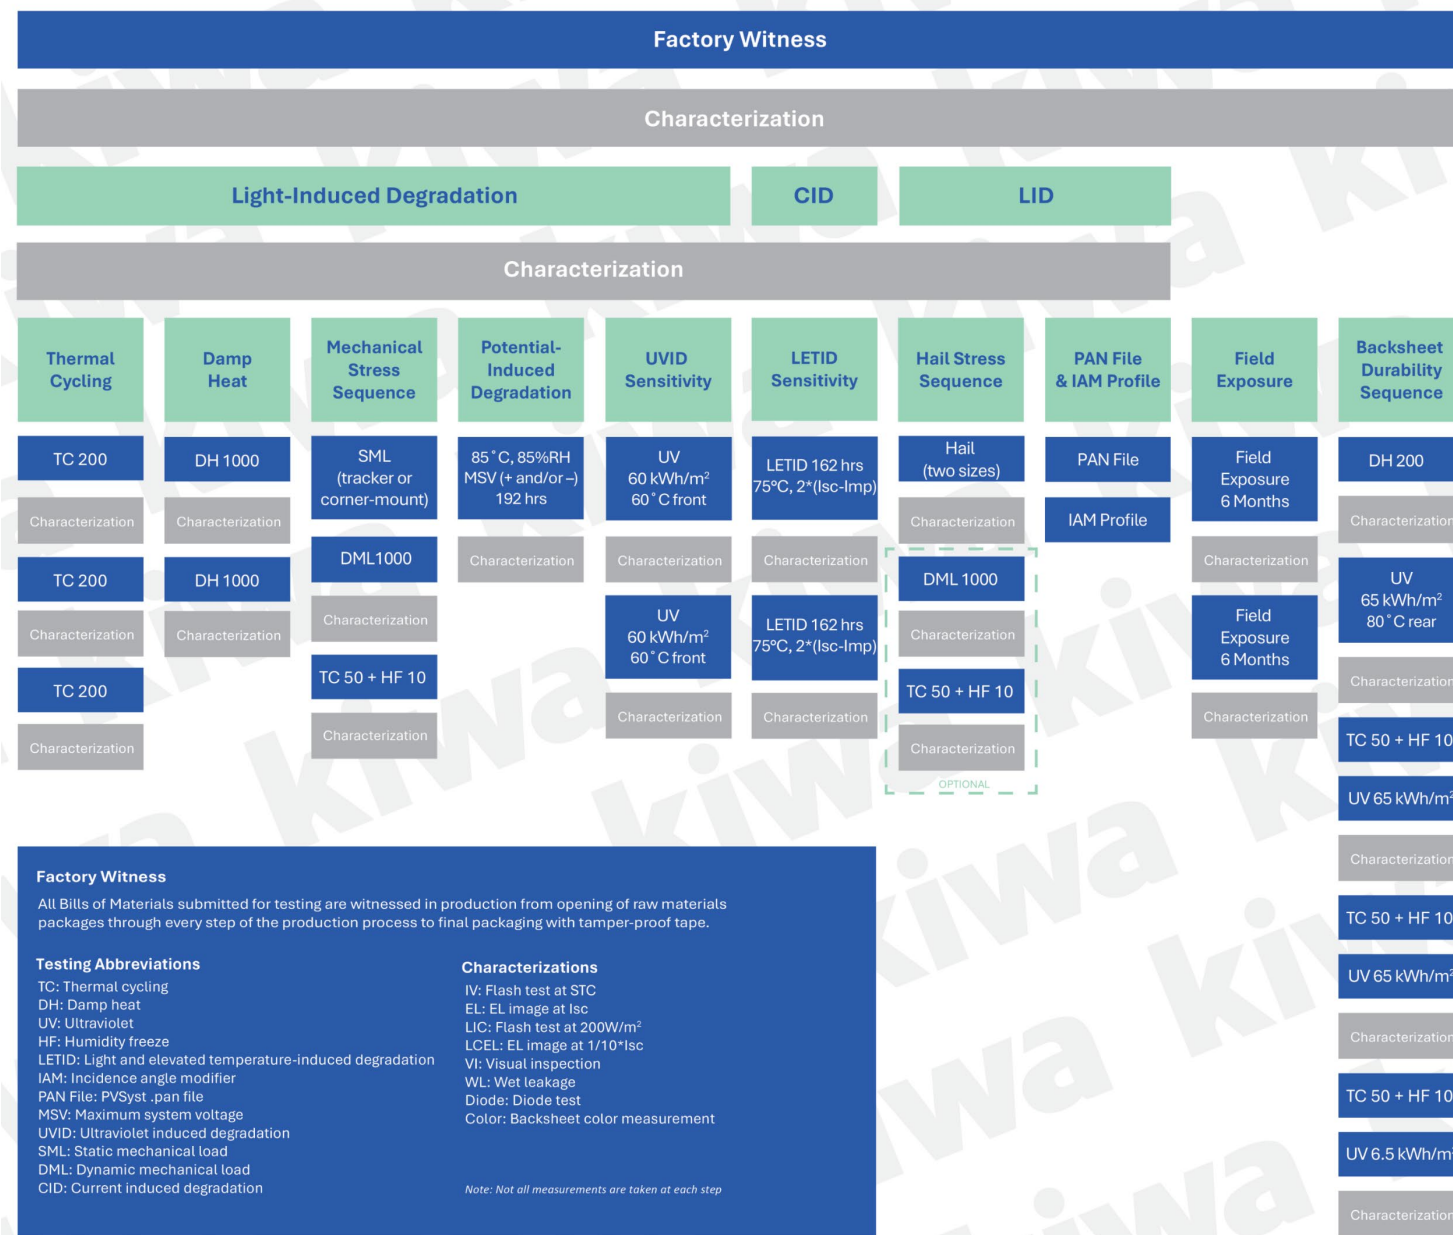 Factory Witness
Characterization
Light-Induced Degradation
CID
LID
Characterization
Thermal
Cycling
TC 200
Characterization
TC 200
Characterization
TC 200
Characterization
Damp
Heat
DH 1000
Characterization
DH 1000
Characterization
Mechanical
Stress
Sequence
SML
(tracker or
corner-mount)
DML1000
Characterization
TC 50 + HF 10
Characterization
Potential-
Induced
Degradation
85˚C, 85%RH
MSV (+ and/or –)
192 hrs
Characterization
UVID
Sensitivity
UV
60 kWh/m²
60˚C front
Characterization
UV
60 kWh/m²
60˚C front
Characterization
LETID
Sensitivity
LETID 162 hrs
75ºC, 2*(Isc-Imp)
Characterization
LETID 162 hrs
75ºC, 2*(Isc-Imp)
Characterization
Hail Stress
Sequence
Hail
(two sizes)
Characterization
DML 1000
Characterization
TC 50 + HF 10
Characterization
OPTIONAL
PAN File
& IAM Profile
PAN File
IAM Profile
Field
Exposure
Field
Exposure
6 Months
Characterization
Field
Exposure
6 Months
Characterization
Backsheet
Durability
Sequence
DH 200
Characterization
UV
65 kWh/m²
80˚C rear
Characterization
TC 50 + HF 10
UV 65 kWh/m²
Characterization
TC 50 + HF 10
UV 65 kWh/m²
Characterization
TC 50 + HF 10
UV 6.5 kWh/m²
Characterization
Factory Witness
All Bills of Materials submitted for testing are witnessed in production from opening of raw materials
packages through every step of the production process to final packaging with tamper-proof tape.
Testing Abbreviations
TC: Thermal cycling
DH: Damp heat
UV: Ultraviolet
HF: Humidity freeze
LETID: Light and elevated temperature-induced degradation
IAM: Incidence angle modifier
PAN File: PVSyst .pan file
MSV: Maximum system voltage
UVID: Ultraviolet induced degradation
SML: Static mechanical load
DML: Dynamic mechanical load
CID: Current induced degradation
Characterizations
IV: Flash test at STC
EL: EL image at Isc
LIC: Flash test at 200W/m²
LCEL: EL image at 1/10*Isc
VI: Visual inspection
WL: Wet leakage
Diode: Diode test
Color: Backsheet color measurement
Note: Not all measurements are taken at each step
kiwa